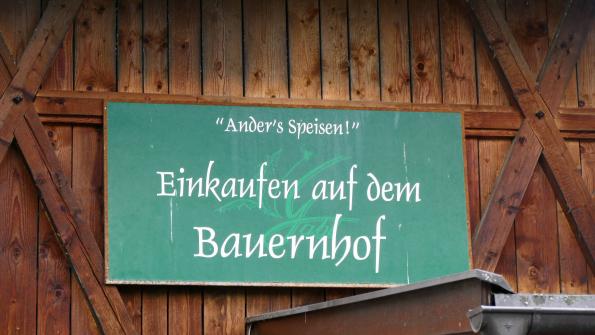 "Ander's Speisen!"
Einkaufen auf dem
Bauernhof